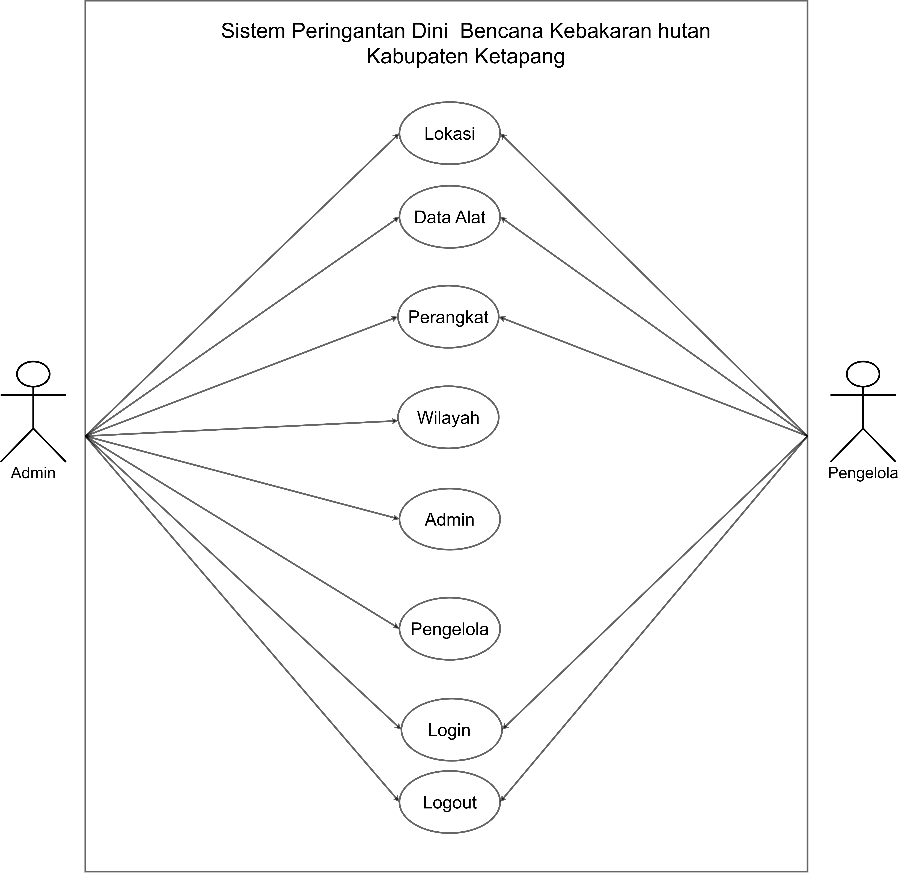 Sistem Peringantan Dini  Bencana Kebakaran hutan
Kabupaten Ketapang
Lokasi
Data Alat
Perangkat
Wilayah
Admin
Pengelola
Admin
Pengelola
Login
Logout